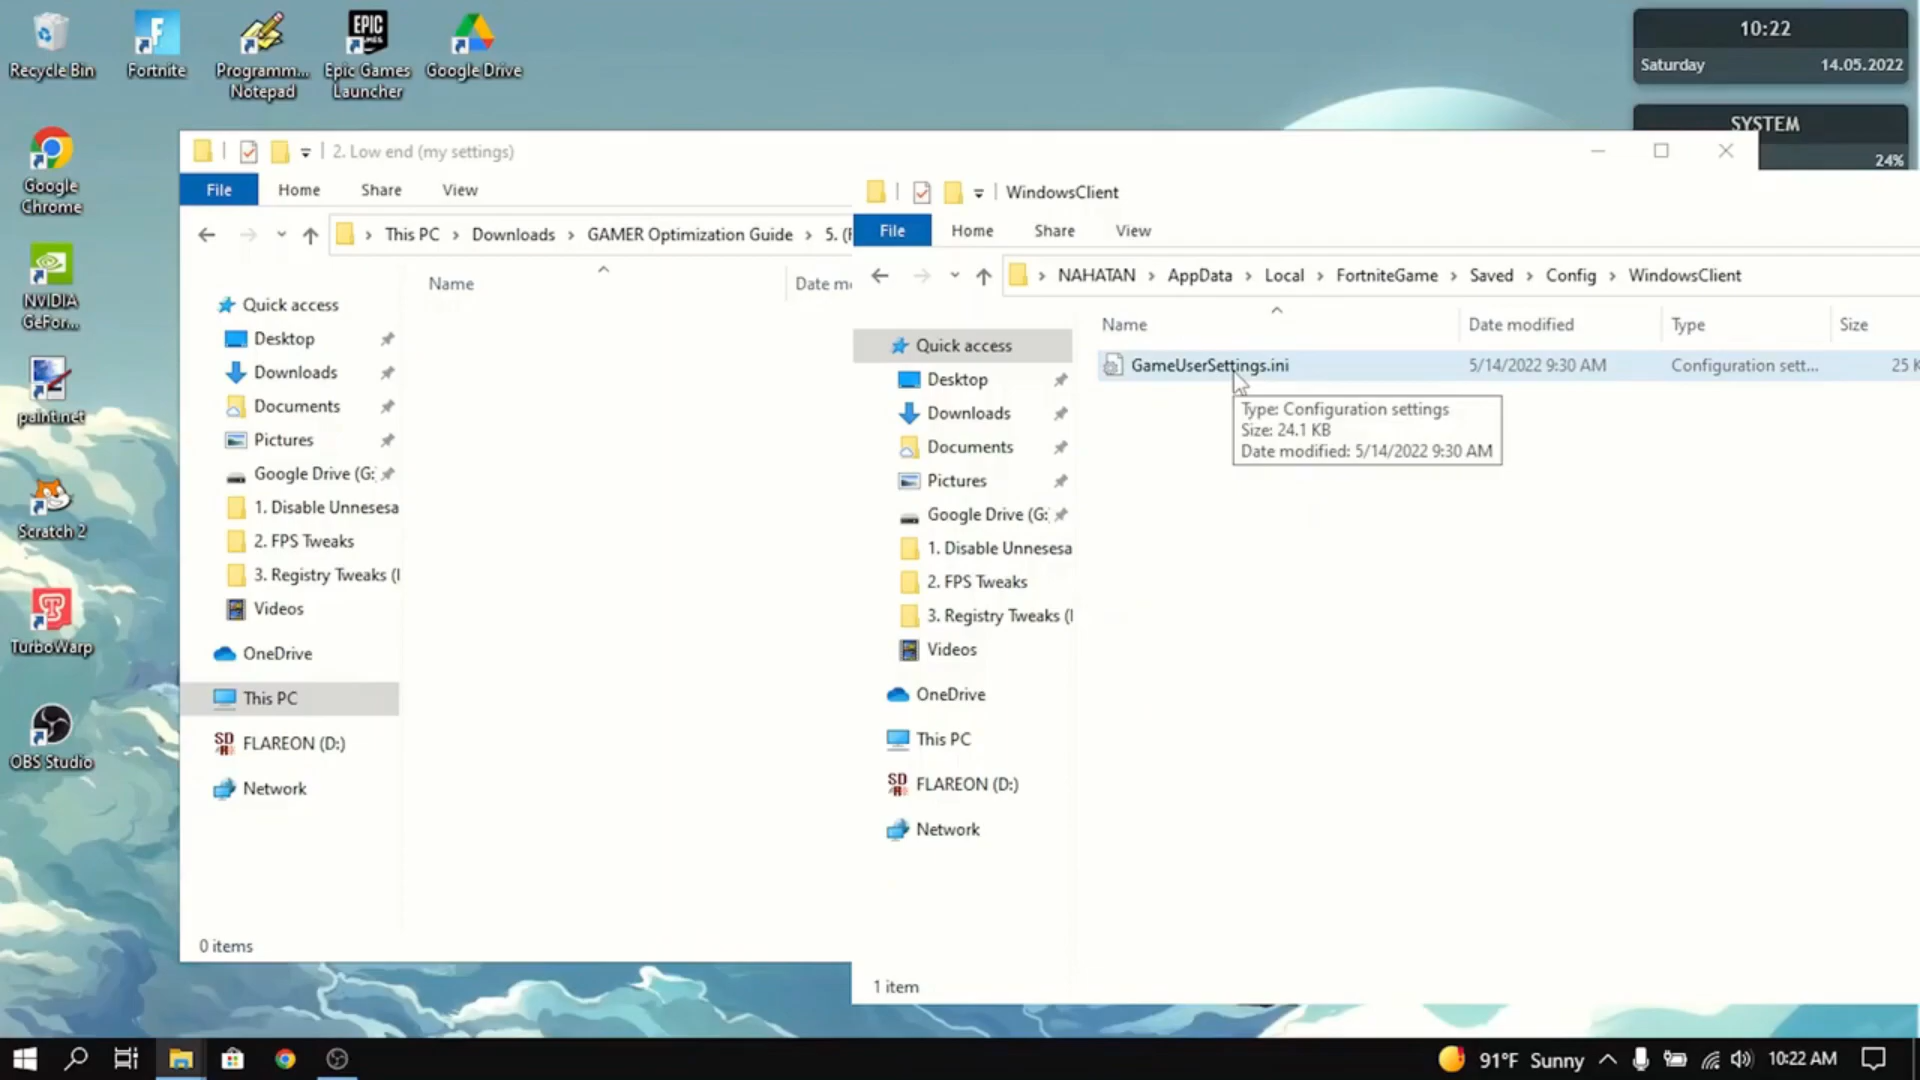 Recycle Bin
Fortnite
Programm...
Notepad
EPIC
GAMES
Epic Games
Launcher
Google Drive
10:22
Saturday 14.05.2022
SYSTEM
24%
Google
Chrome
NVIDIA
GeFor...
paint.net
Scratch 2
TurboWarp
OBS Studio
2. Low end (my settings)
File Home Share View
This PC > Downloads > GAMER Optimization Guide > 5. (
Name Date m
Quick access
Desktop
Downloads
Documents
Pictures
Google Drive (G:
1. Disable Unnesesa
2. FPS Tweaks
3. Registry Tweaks (
Videos
OneDrive
This PC
FLAREON (D:)
Network
0 items
WindowsClient
File Home Share View
NAHATAN > AppData > Local > FortniteGame > Saved > Config > WindowsClient
Name Date modified Type Size
GameUserSettings.ini 5/14/2022 9:30 AM Configuration sett... 25 K
Type: Configuration settings
Size: 24.1 KB
Date modified: 5/14/2022 9:30 AM
Quick access
Desktop
Downloads
Documents
Pictures
Google Drive (G:
1. Disable Unnesesa
2. FPS Tweaks
3. Registry Tweaks (
Videos
OneDrive
This PC
FLAREON (D:)
Network
1 item
91°F Sunny 10:22 AM